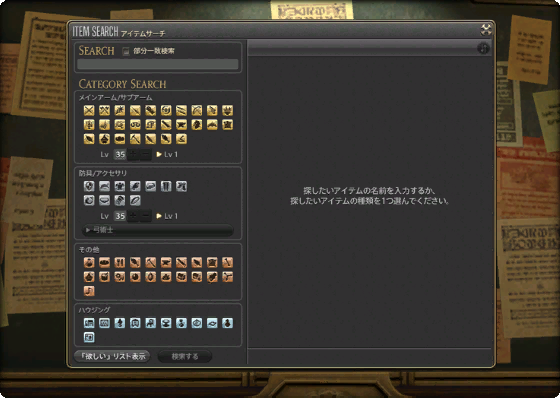 ITEM SEARCH アイテムサーチ
SEARCH 部分一致検索
CATEGORY SEARCH
メインアーム/サブアーム
Lv 35 Lv 1
防具/アクセサリ
Lv 35 Lv 1
弓術士
その他
ハウジング
「欲しい」リスト表示 検索する
探したいアイテムの名前を入力するか、
探したいアイテムの種類を1つ選んでください。